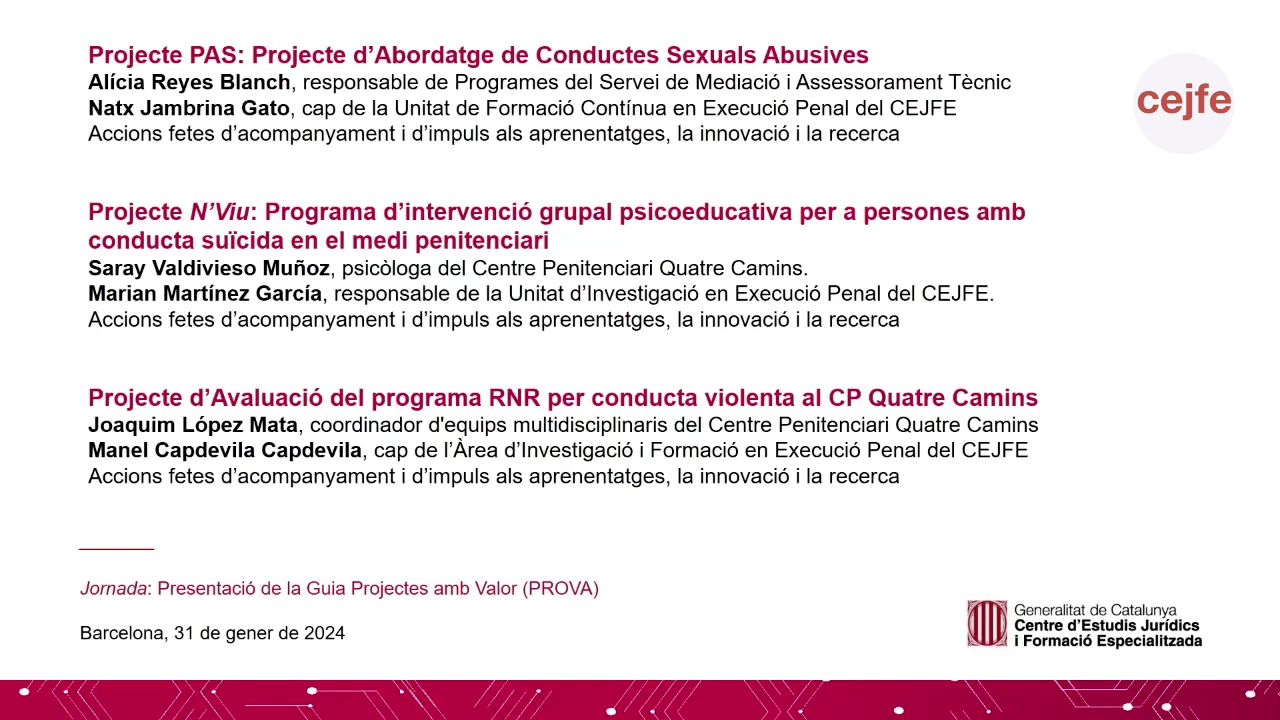 Projecte PAS: Projecte d’Abordatge de Conductes Sexuals Abusives
Alícia Reyes Blanch, responsable de Programes del Servei de Mediació i Assessorament Tècnic
Natx Jambrina Gato, cap de la Unitat de Formació Contínua en Execució Penal del CEJFE
Accions fetes d’acompanyament i d’impuls als aprenentatges, la innovació i la recerca
cejfe
Projecte N’Viu: Programa d’intervenció grupal psicoeducativa per a persones amb
conducta suïcida en el medi penitenciari
Saray Valdivieso Muñoz, psicòloga del Centre Penitenciari Quatre Camins.
Marian Martínez García, responsable de la Unitat d’Investigació en Execució Penal del CEJFE.
Accions fetes d’acompanyament i d’impuls als aprenentatges, la innovació i la recerca
Projecte d’Avaluació del programa RNR per conducta violenta al CP Quatre Camins
Joaquim López Mata, coordinador d'equips multidisciplinaris del Centre Penitenciari Quatre Camins
Manel Capdevila Capdevila, cap de l’Àrea d’Investigació i Formació en Execució Penal del CEJFE
Accions fetes d’acompanyament i d’impuls als aprenentatges, la innovació i la recerca
Jornada: Presentació de la Guia Projectes amb Valor (PROVA)
Barcelona, 31 de gener de 2024
Generalitat de Catalunya
Centre d’Estudis Jurídics
i Formació Especialitzada